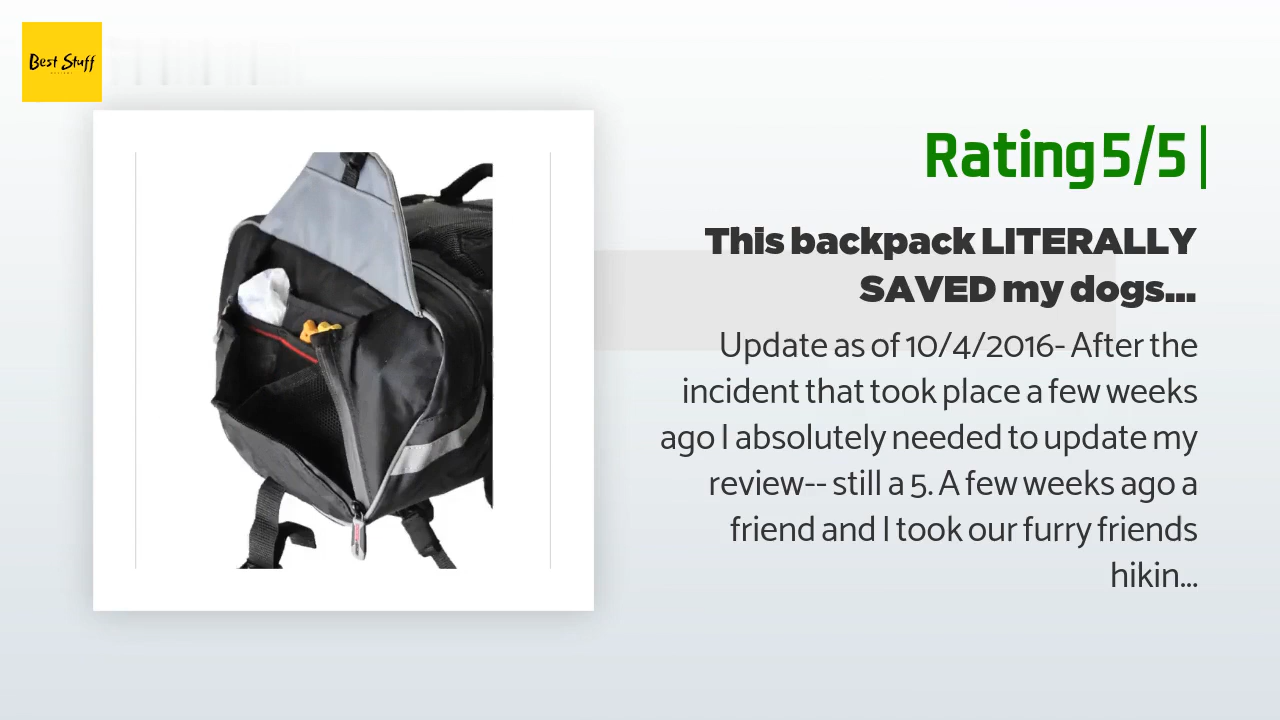 Best Stuff
Rating 5/5 |
This backpack LITERALLY
SAVED my dogs...
Update as of 10/4/2016- After the
incident that took place a few weeks
ago I absolutely needed to update my
review-- still a 5. A few weeks ago a
friend and I took our furry friends
hikin...